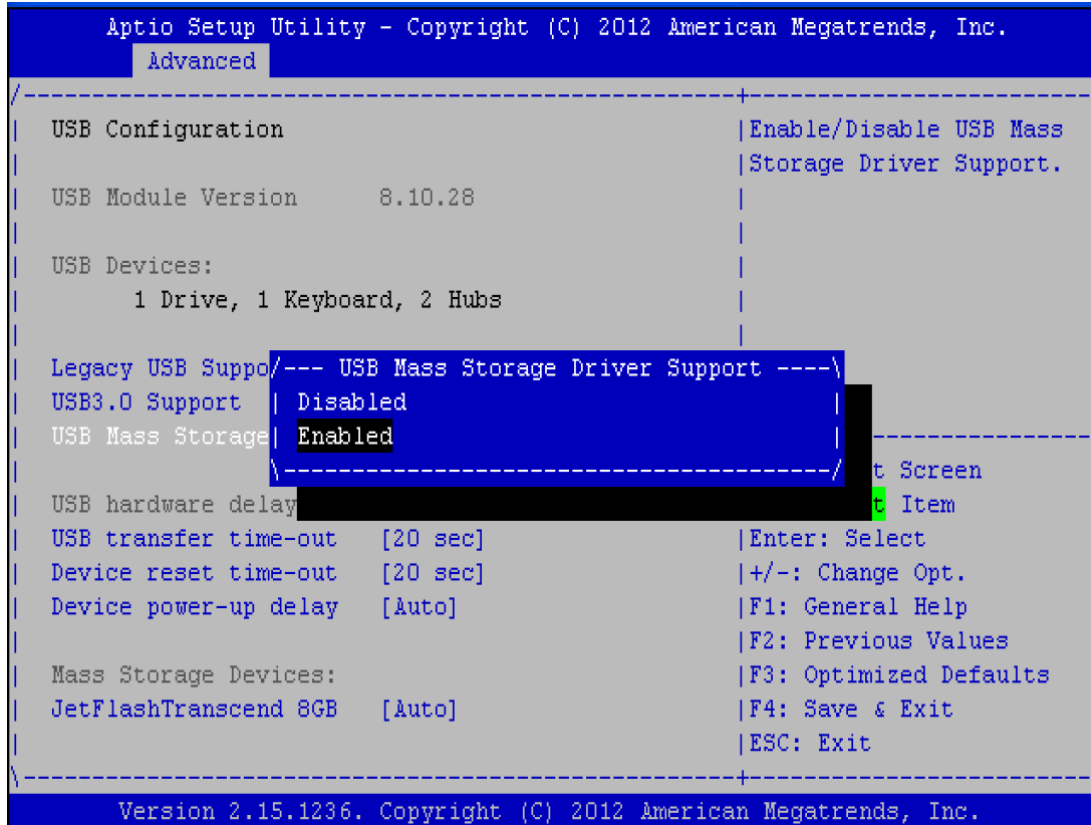 Aptio Setup Utility - Copyright (C) 2012 American Megatrends, Inc.
Advanced
USB Configuration
USB Module Version 8.10.28
USB Devices:
1 Drive, 1 Keyboard, 2 Hubs
Legacy USB Suppo
USB3.0 Support
USB Mass Storage
USB hardware delay
USB transfer time-out [20 sec]
Device reset time-out [20 sec]
Device power-up delay [Auto]
Mass Storage Devices:
JetFlashTranscend 8GB [Auto]
/--- USB Mass Storage Driver Support ----\
Disabled
Enabled
Enable/Disable USB Mass
Storage Driver Support.
t Screen
t Item
Enter: Select
+/-: Change Opt.
F1: General Help
F2: Previous Values
F3: Optimized Defaults
F4: Save & Exit
ESC: Exit
Version 2.15.1236. Copyright (C) 2012 American Megatrends, Inc.